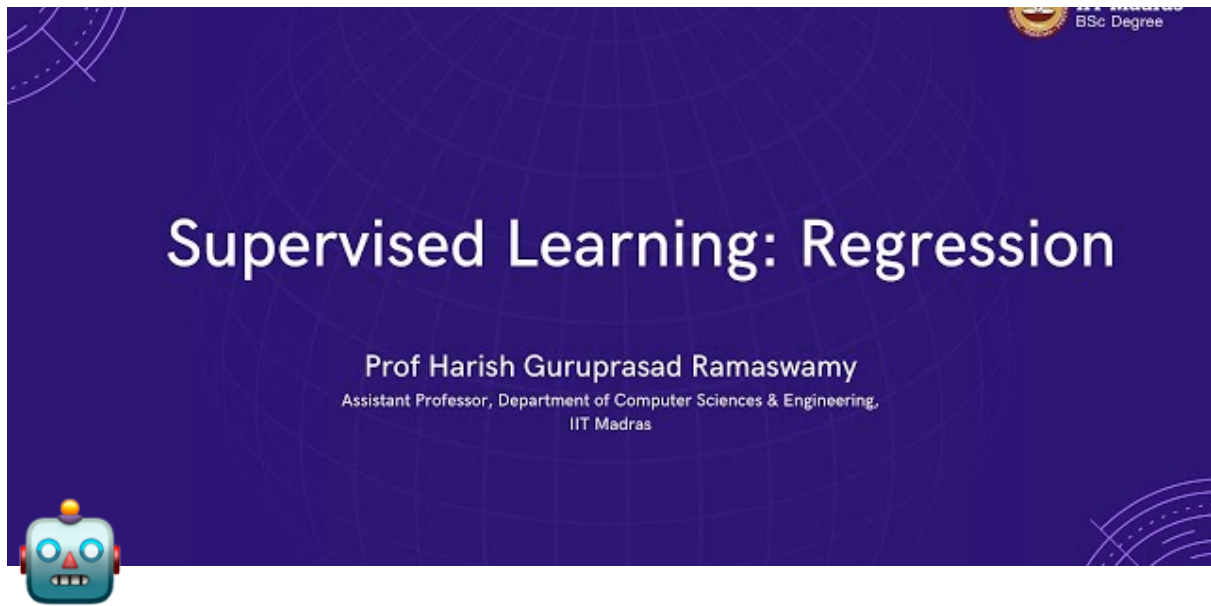 BSc Degree
Supervised Learning: Regression
Prof Harish Guruprasad Ramaswamy
Assistant Professor, Department of Computer Sciences & Engineering,
IIT Madras